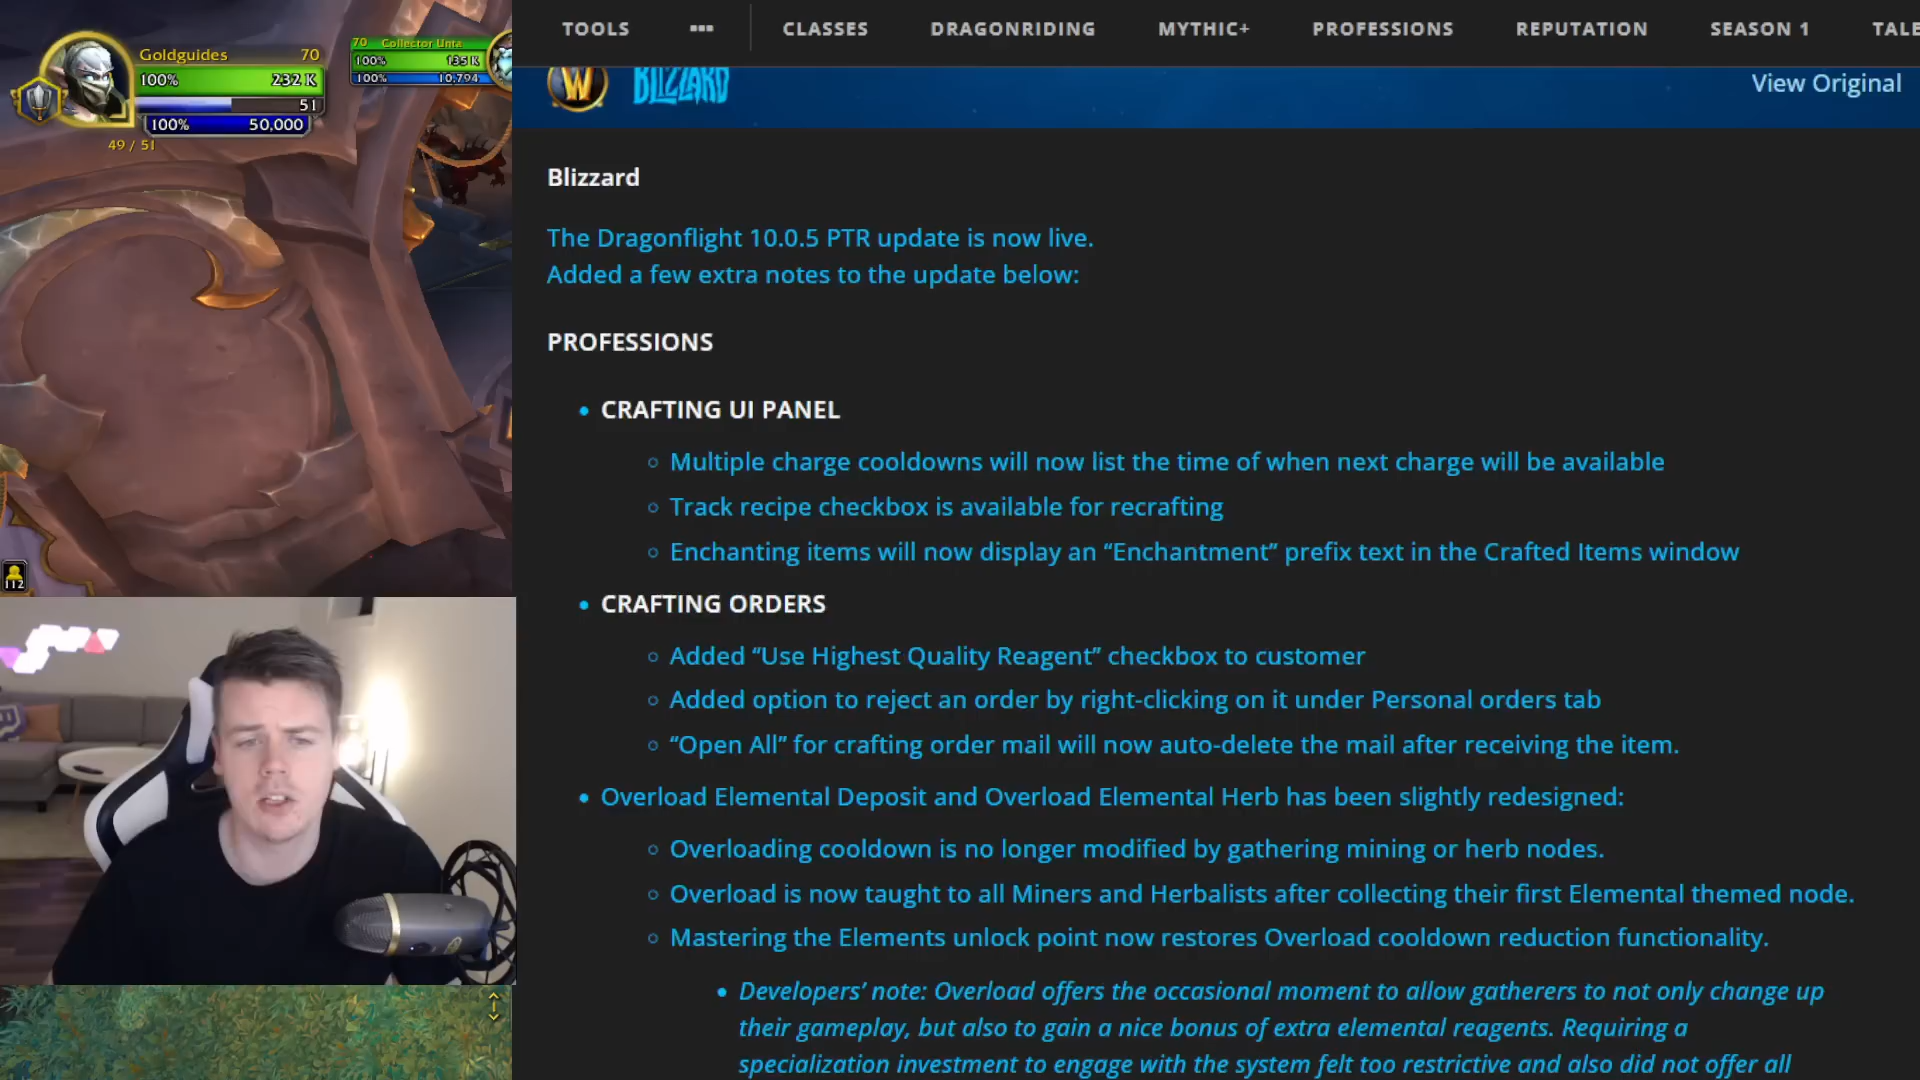 Goldguides 70
100% 232 K
51
100% 50,000
49 / 51
70 Collector Unta
100% 135 K
100% 10,794
112
TOOLS ••• CLASSES DRAGONRIDING MYTHIC+ PROFESSIONS REPUTATION SEASON 1 TALE
W BLIZZARD View Original
Blizzard
The Dragonflight 10.0.5 PTR update is now live.
Added a few extra notes to the update below:
PROFESSIONS
• CRAFTING UI PANEL
○ Multiple charge cooldowns will now list the time of when next charge will be available
○ Track recipe checkbox is available for recrafting
○ Enchanting items will now display an “Enchantment” prefix text in the Crafted Items window
• CRAFTING ORDERS
○ Added “Use Highest Quality Reagent” checkbox to customer
○ Added option to reject an order by right-clicking on it under Personal orders tab
○ “Open All” for crafting order mail will now auto-delete the mail after receiving the item.
• Overload Elemental Deposit and Overload Elemental Herb has been slightly redesigned:
○ Overloading cooldown is no longer modified by gathering mining or herb nodes.
○ Overload is now taught to all Miners and Herbalists after collecting their first Elemental themed node.
○ Mastering the Elements unlock point now restores Overload cooldown reduction functionality.
• Developers’ note: Overload offers the occasional moment to allow gatherers to not only change up
their gameplay, but also to gain a nice bonus of extra elemental reagents. Requiring a
specialization investment to engage with the system felt too restrictive and also did not offer all